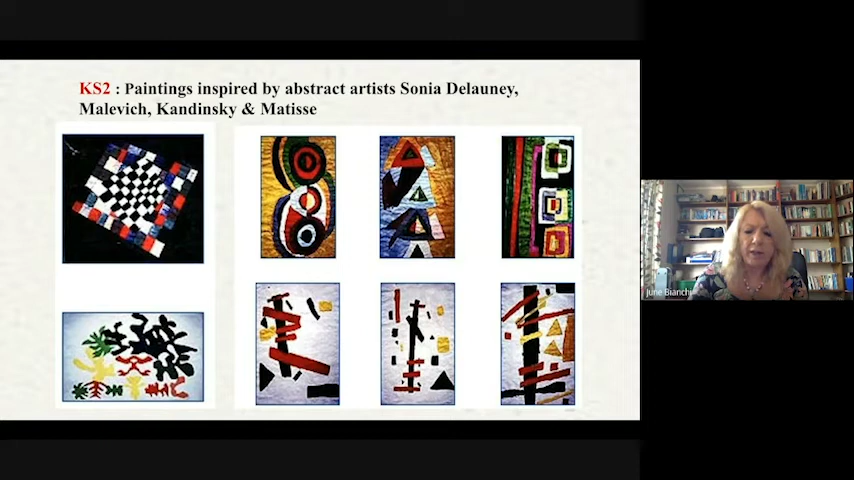 KS2 : Paintings inspired by abstract artists Sonia Delauney,
Malevich, Kandinsky & Matisse
June Bianchi